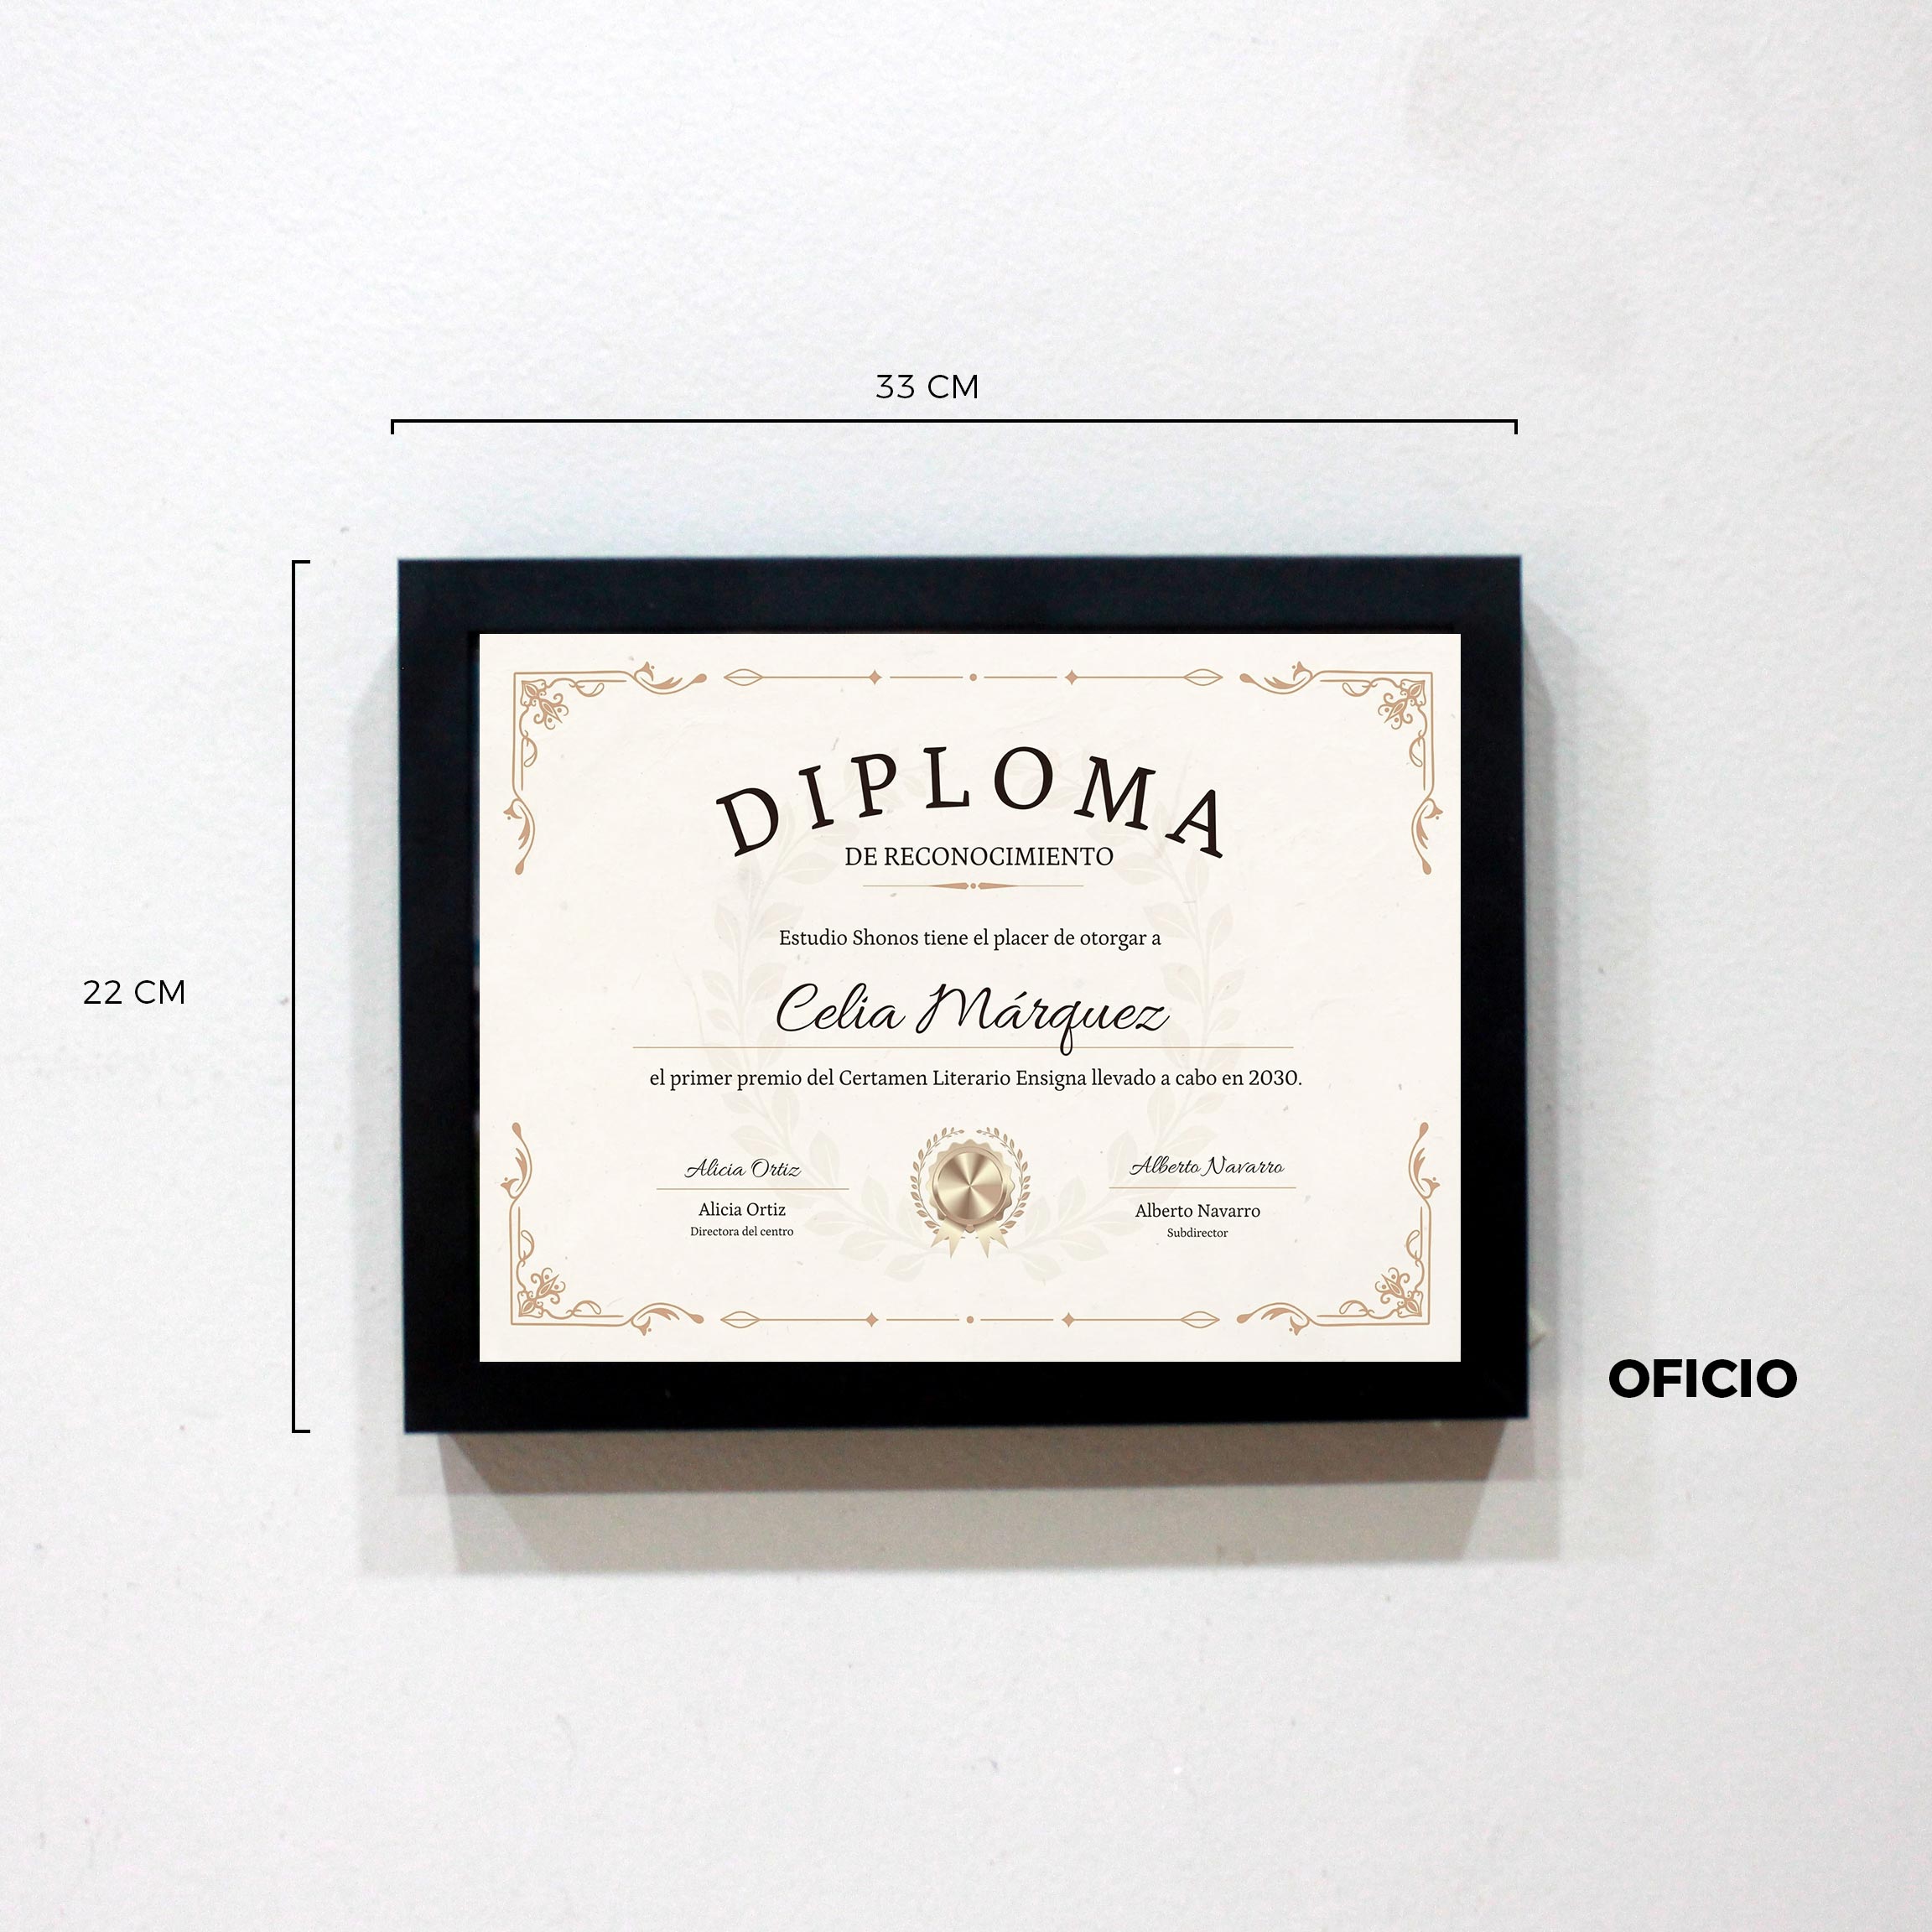 33 CM
22 CM
DIPLOMA
DE RECONOCIMIENTO
Estudio Shonos tiene el placer de otorgar a
Celia Márquez
el primer premio del Certamen Literario Ensigna llevado a cabo en 2030.
Alicia Ortiz
Alberto Navarro
Alicia Ortiz
Alberto Navarro
Directora del centro
Subdirector
OFICIO